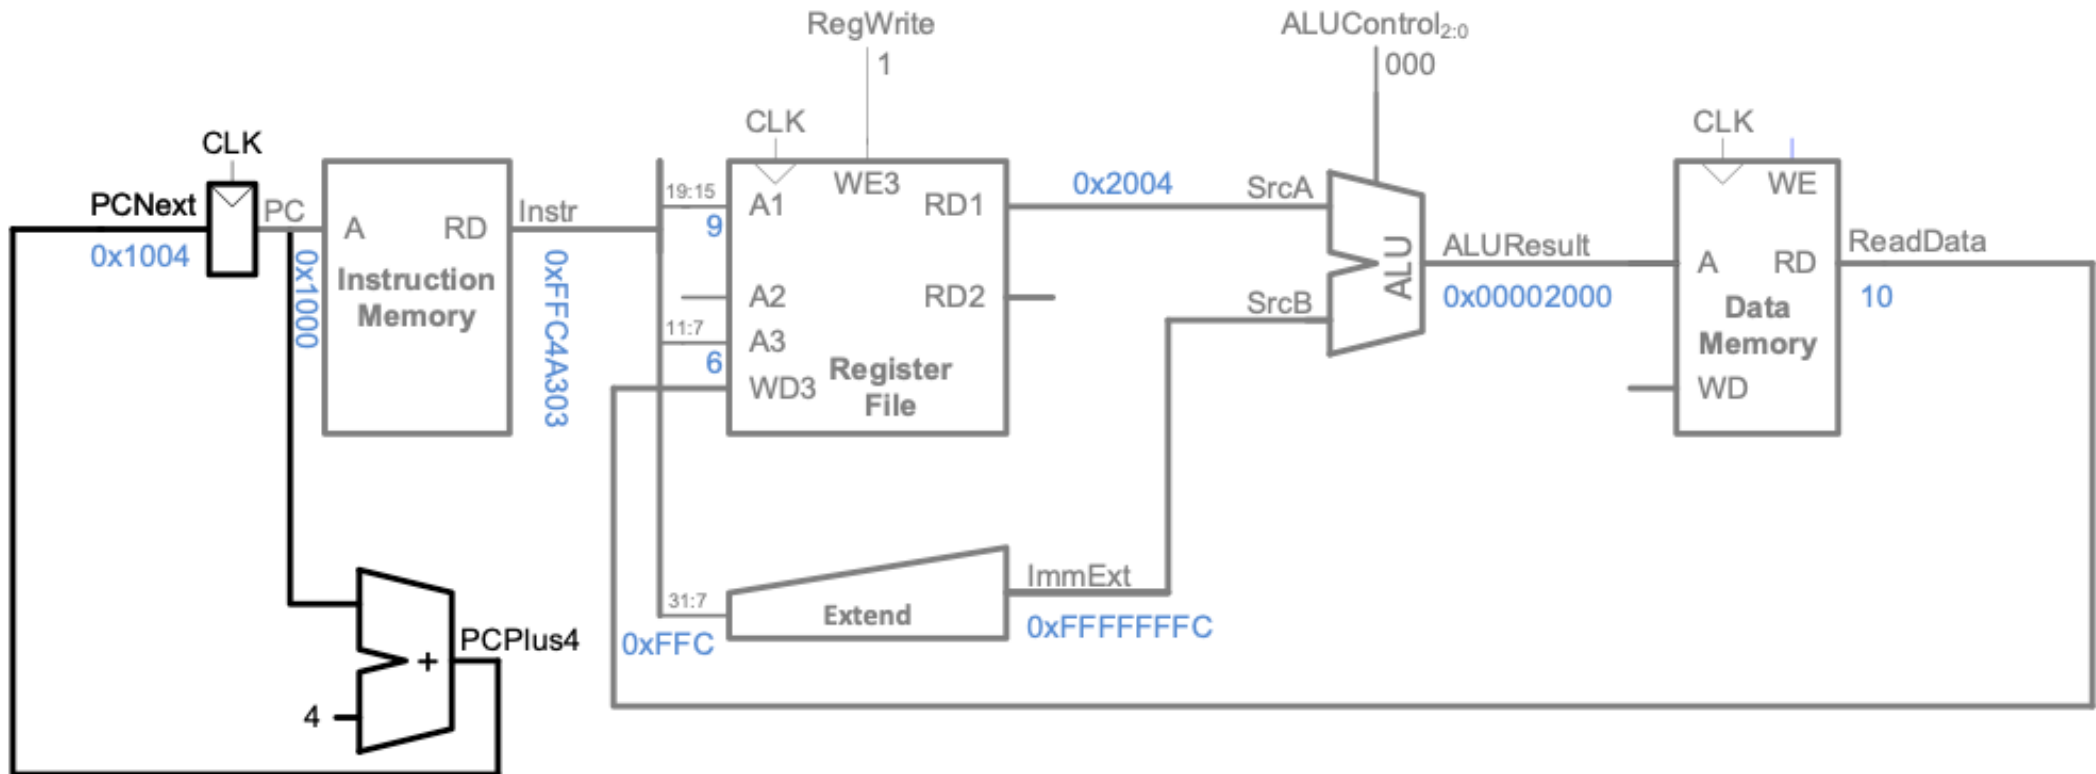 RegWrite
1
ALUControl2:0
000
CLK
PCNext
0x1004
PC
0x1000
A
RD
Instruction
Memory
Instr
0xFFC4A303
19:15
9
11:7
6
CLK
WE3
A1
RD1
A2
RD2
A3
WD3
Register
File
0x2004
SrcA
SrcB
ALU
ALUResult
0x00002000
CLK
WE
A
RD
Data
Memory
WD
ReadData
10
31:7
0xFFC
Extend
ImmExt
0xFFFFFFFC
+
PCPlus4
4